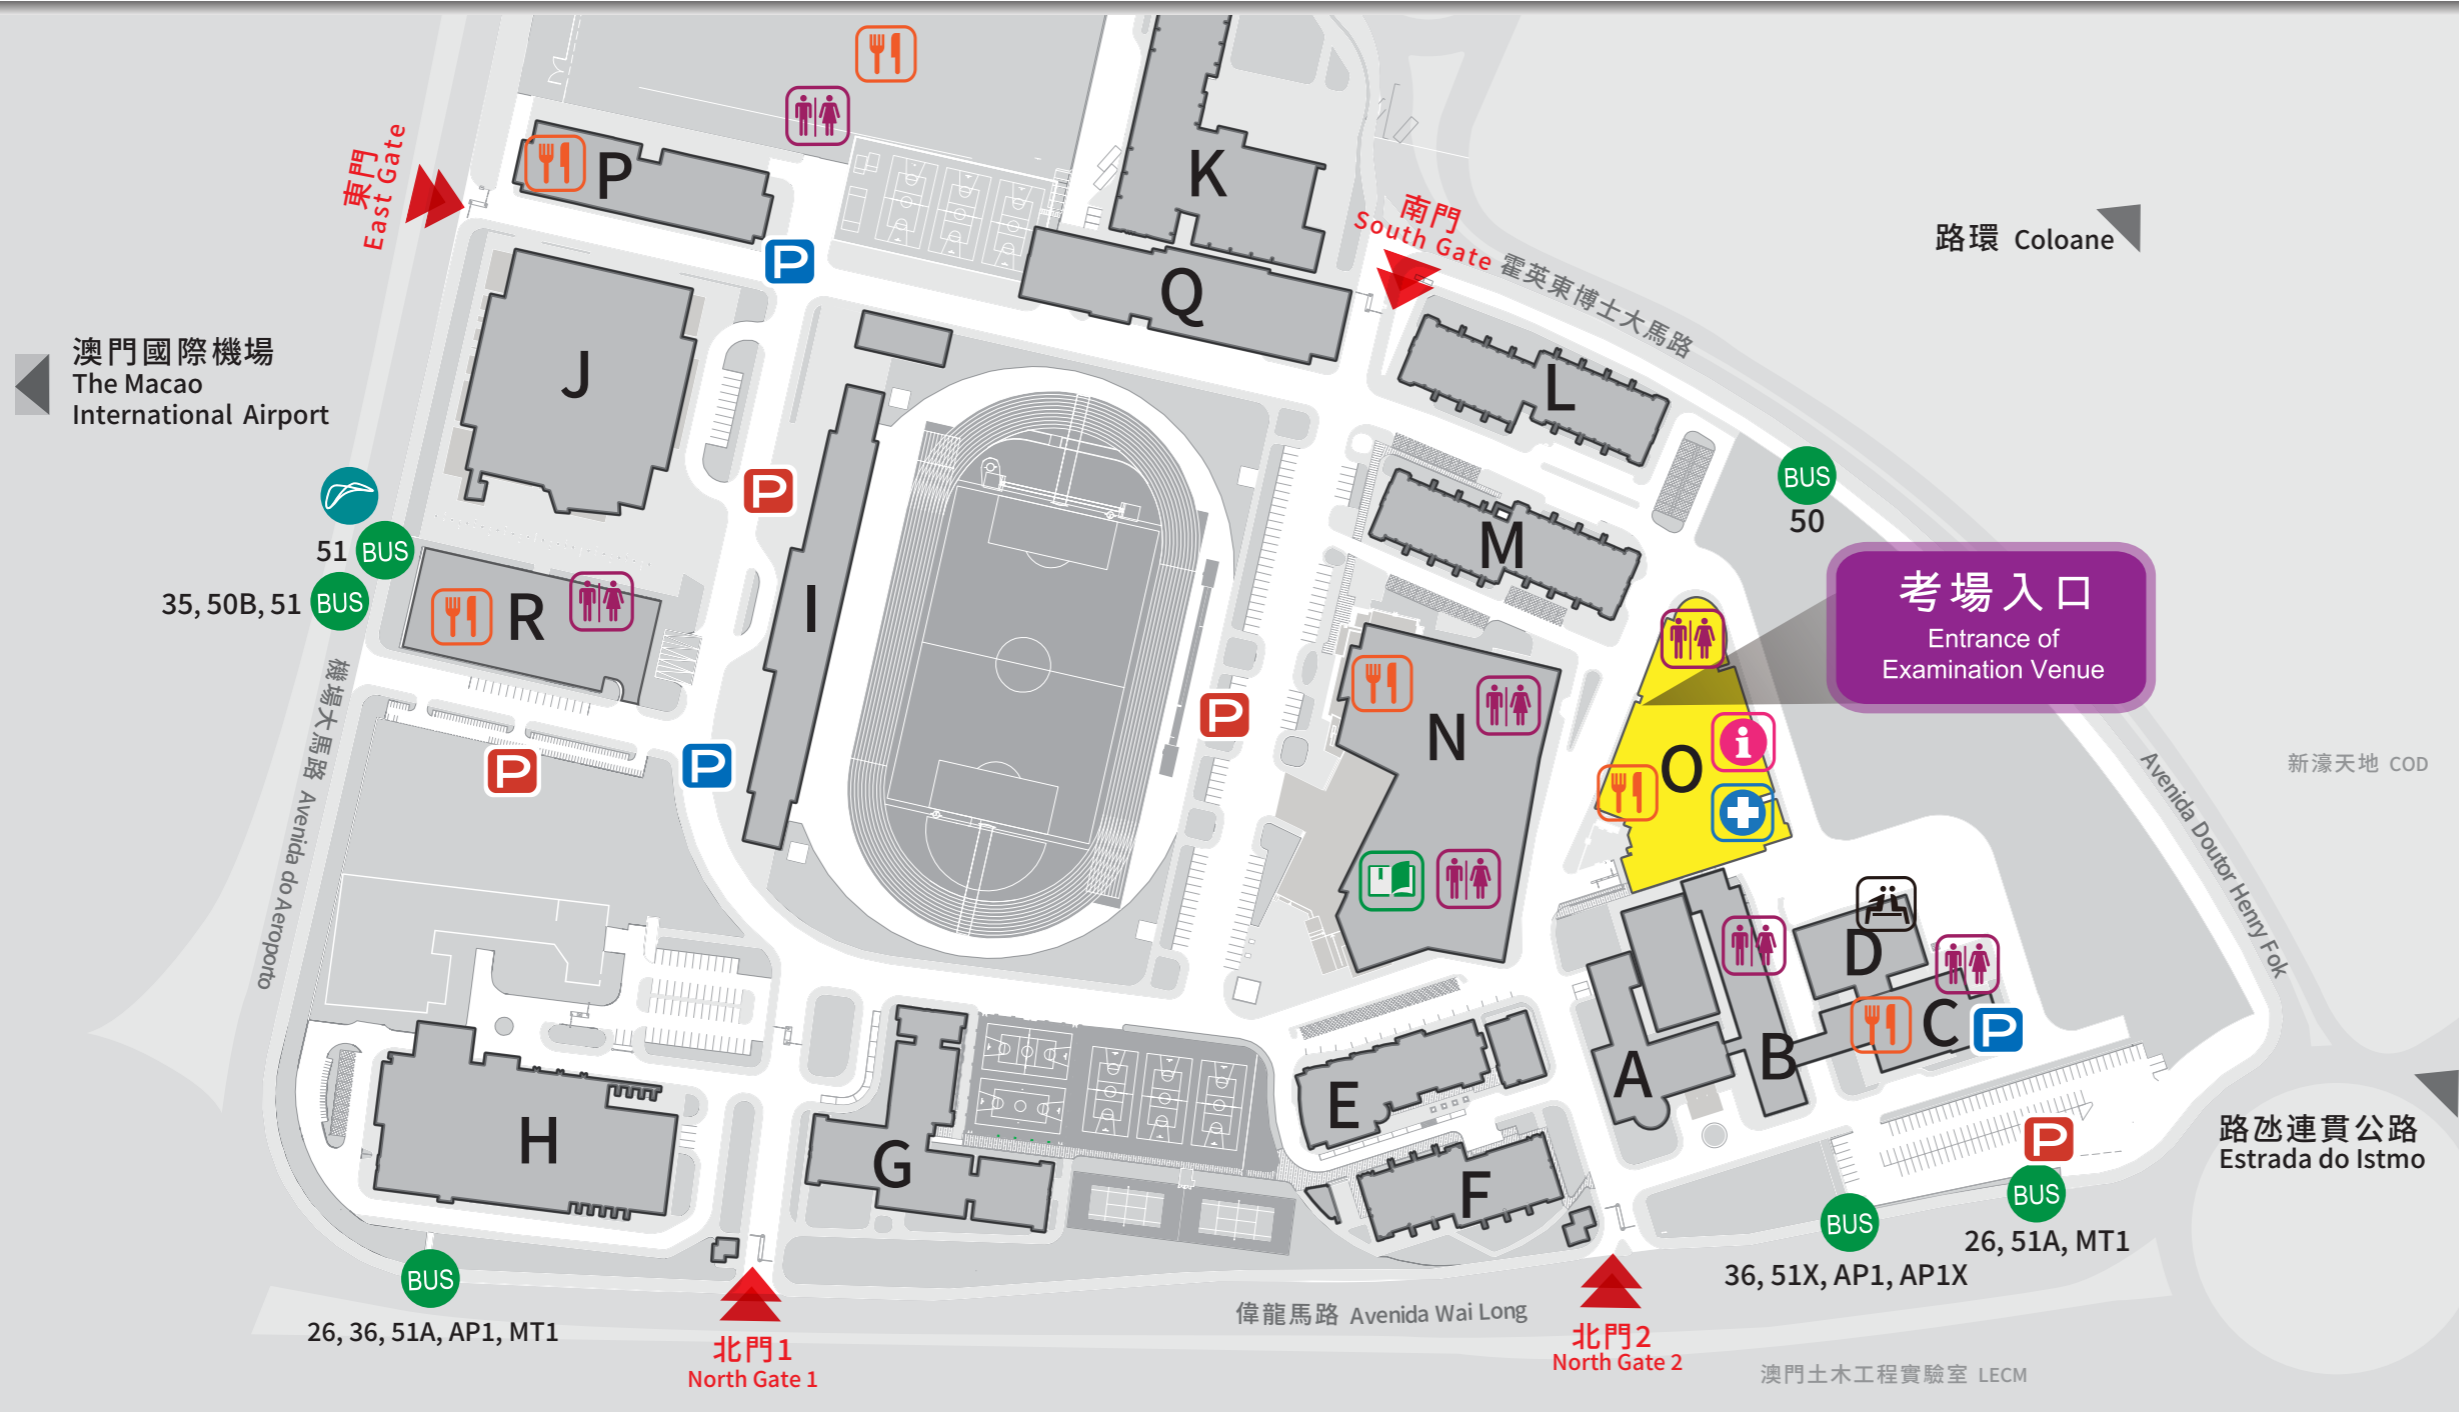 P
K
東門
East Gate
南門
South Gate
霍英東博士大馬路
路環 Coloane
P
Q
澳門國際機場
The Macao
International Airport
J
L
P
BUS
50
M
51 BUS
35, 50B, 51 BUS
R
I
考場入口
Entrance of
Examination Venue
機場大馬路 Avenida do Aeroporto
P
P
P
N
O
i
新濠天地 COD
Avenida Doutor Henry Fok
D
C
P
A
B
E
H
G
F
P
BUS
26, 51A, MT1
BUS
36, 51X, AP1, AP1X
路氹連貫公路
Estrada do Istmo
BUS
26, 36, 51A, AP1, MT1
北門1
North Gate 1
偉龍馬路 Avenida Wai Long
北門2
North Gate 2
澳門土木工程實驗室 LECM